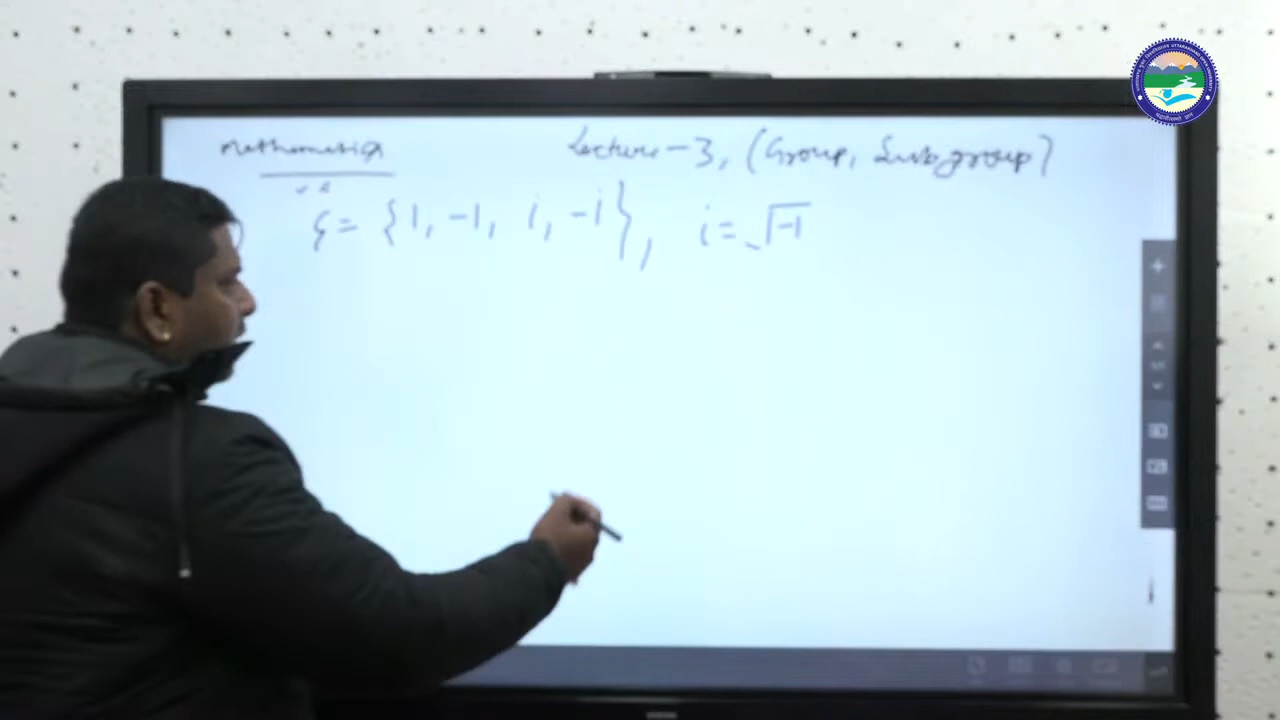 Mathematics Lecture-3, (Group, Subgroup)
G = {1, -1, i, -i}, i = √-1